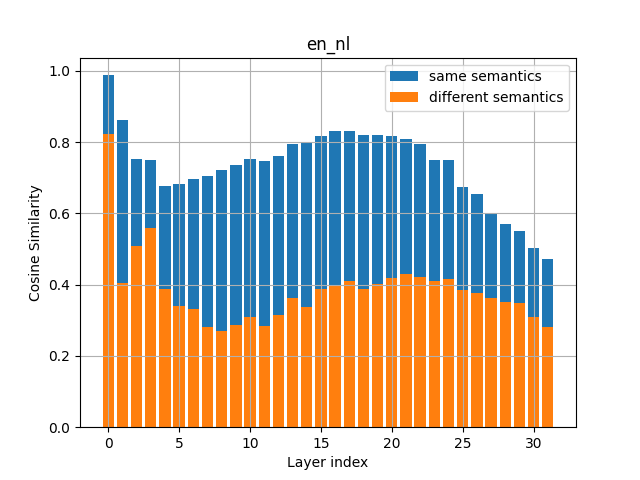 en_nl
same semantics
different semantics
Cosine Similarity
1.0
0.8
0.6
0.4
0.2
0.0
0 5 10 15 20 25 30
Layer index